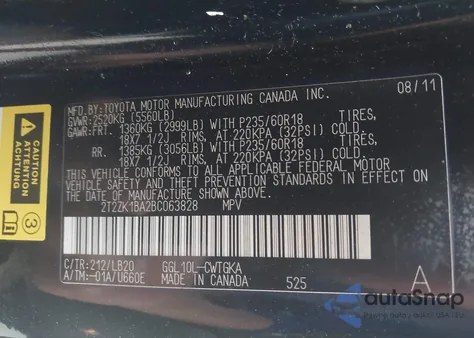 MFD.BY:TOYOTA MOTOR MANUFACTURING CANADA INC. 08/11
GVWR:2520KG (5560LB)
GAWR:FRT. 1360KG (2999LB) WITH P235/60R18 TIRES,
18X7 1/2J RIMS, AT 220KPA (32PSI) COLD.
RR. 1385KG (3056LB) WITH P235/60R18 TIRES,
18X7 1/2J RIMS, AT 220KPA (32PSI) COLD.
THIS VEHICLE CONFORMS TO ALL APPLICABLE FEDERAL MOTOR
VEHICLE SAFETY AND THEFT PREVENTION STANDARDS IN EFFECT ON
THE DATE OF MANUFACTURE SHOWN ABOVE.
2T2ZK1BA2BC063828 MPV
C/TR:212/LB20 GGL10L-CWTGKA
A/TM:-01A/U660E MADE IN CANADA 525 A
CAUTION
ATTENTION
ACHTUNG
3
autoSnap